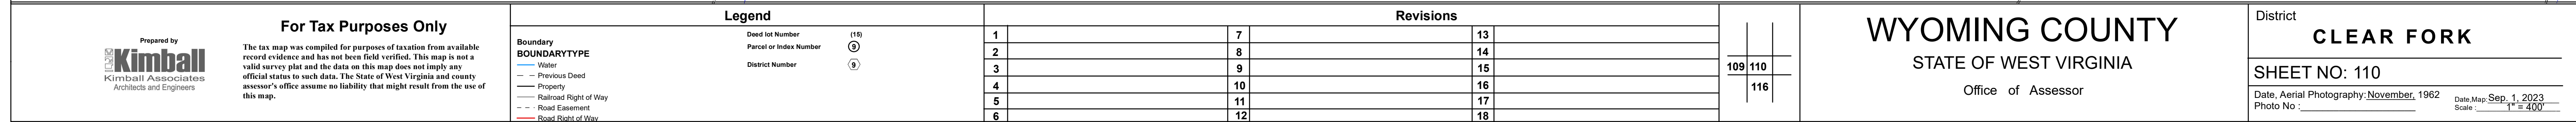 Prepared by
Kimball
Kimball Associates
Architects and Engineers
For Tax Purposes Only
The tax map was compiled for purposes of taxation from available
record evidence and has not been field verified. This map is not a
valid survey plat and the data on this map does not imply any
official status to such data. The State of West Virginia and county
assessor's office assume no liability that might result from the use of
this map.
Legend
Boundary
BOUNDARYTYPE
Water
Previous Deed
Property
Railroad Right of Way
Road Easement
Road Right of Way
Deed lot Number (15)
Parcel or Index Number 9
District Number 9
Revisions
1 7 13
2 8 14
3 9 15
4 10 16
5 11 17
6 12 18
109 110
116
WYOMING COUNTY
STATE OF WEST VIRGINIA
Office of Assessor
District
CLEAR FORK
SHEET NO: 110
Date, Aerial Photography: November, 1962
Photo No :
Date,Map: Sep. 1, 2023
Scale : 1" = 400'